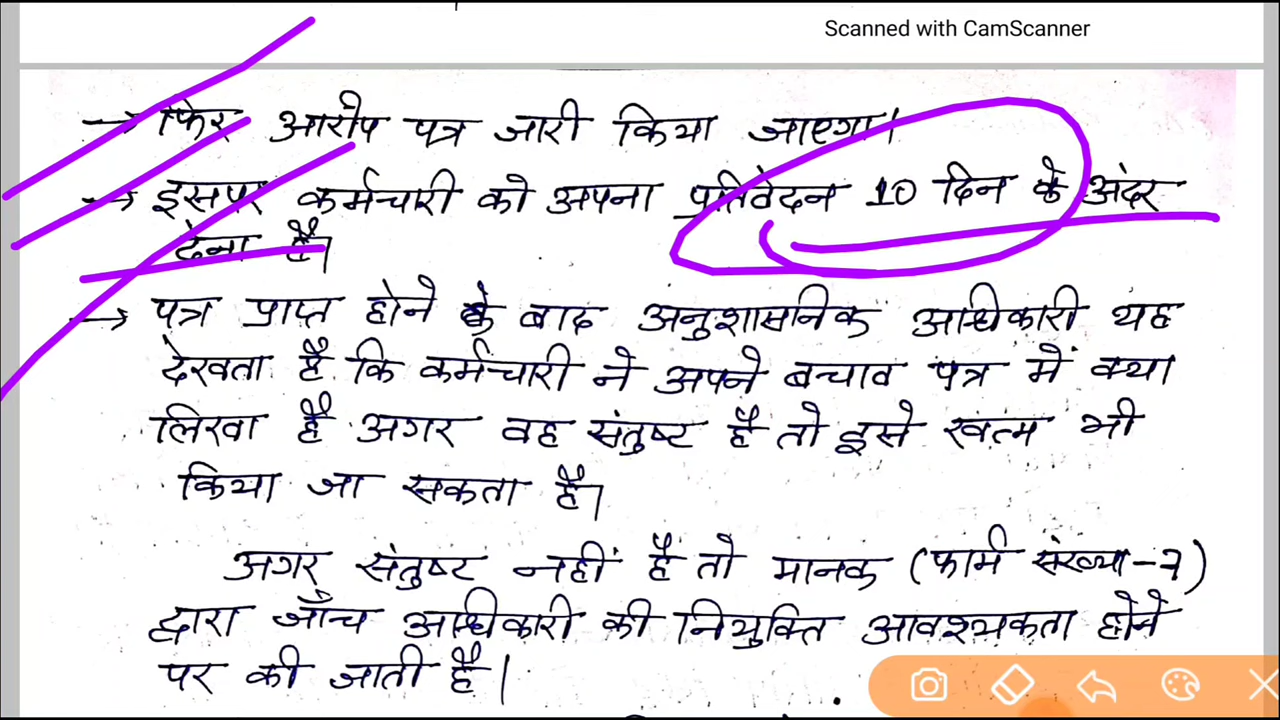 Scanned with CamScanner
→ फिर आरोप पत्र जारी किया जाएगा।
→ इसपर कर्मचारी को अपना प्रतिवेदन 10 दिन के अंदर
देना है।
→ पत्र प्राप्त होने के बाद अनुशासनिक अधिकारी यह
देखता है कि कर्मचारी ने अपने बचाव पत्र में क्या
लिखा है अगर वह संतुष्ट है तो इसे खत्म भी
किया जा सकता है।
अगर संतुष्ट नहीं है तो मानक (फार्म संख्या-7)
द्वारा जाँच अधिकारी की नियुक्ति आवश्यकता होने
पर की जाती है।